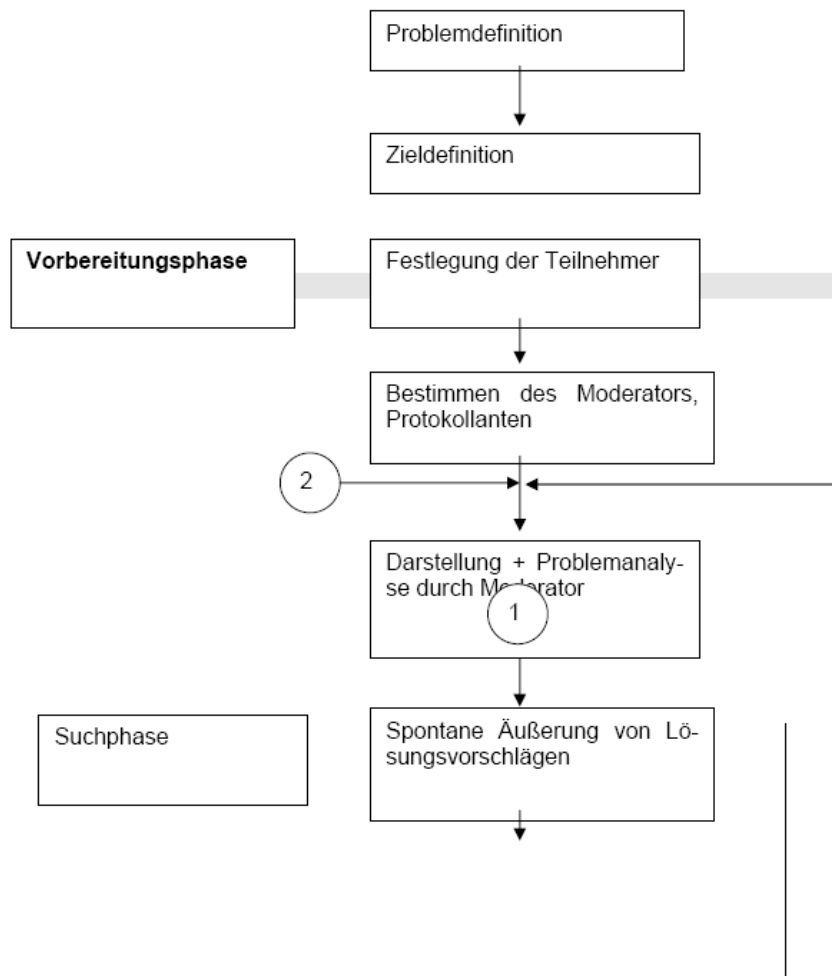 Problemdefinition
Zieldefinition
Vorbereitungsphase
Festlegung der Teilnehmer
Bestimmen des Moderators,
Protokollanten
2
Darstellung + Problemanaly-
se durch Moderator
1
Suchphase
Spontane Äußerung von Lö-
sungsvorschlägen